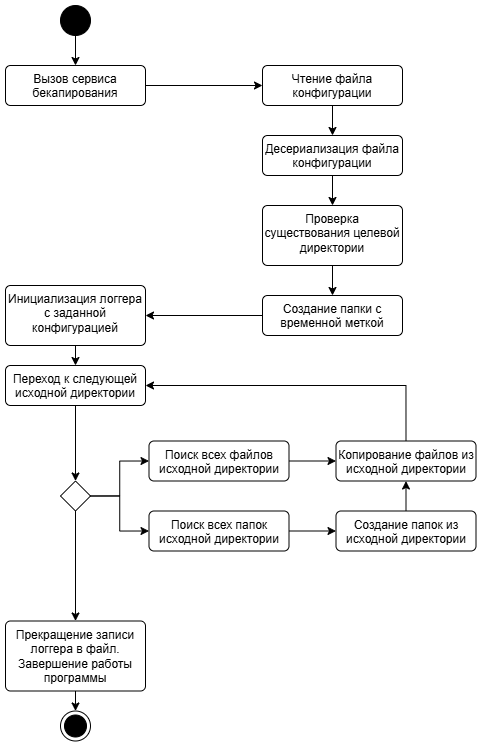 Вызов сервиса
бекапирования
Чтение файла
конфигурации
Десериализация файла
конфигурации
Проверка
существования целевой
директории
Создание папки с
временной меткой
Инициализация логгера
с заданной
конфигурацией
Переход к следующей
исходной директории
Поиск всех файлов
исходной директории
Копирование файлов из
исходной директории
Поиск всех папок
исходной директории
Создание папок из
исходной директории
Прекращение записи
логгера в файл.
Завершение работы
программы